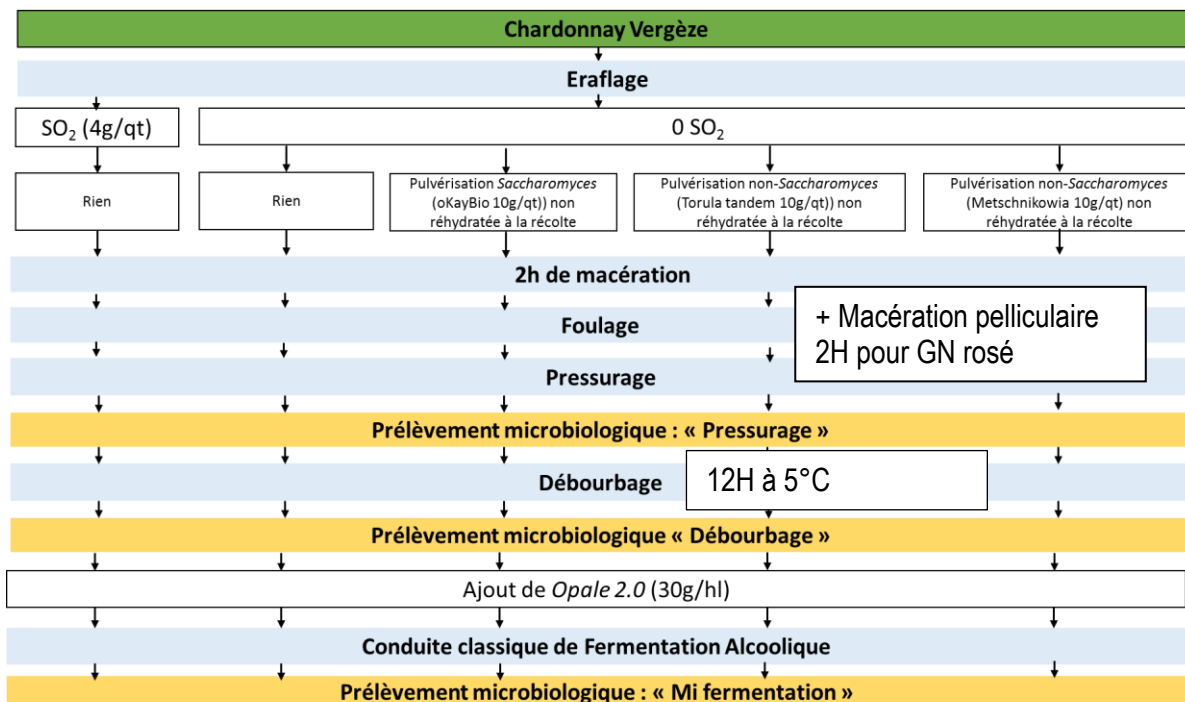 Chardonnay Vergèze
Eraflage
SO₂ (4g/qt)
0 SO₂
Rien
Rien
Pulvérisation Saccharomyces
(oKayBio 10g/qt)) non
réhydratée à la récolte
Pulvérisation non-Saccharomyces
(Torula tandem 10g/qt)) non
réhydratée à la récolte
Pulvérisation non-Saccharomyces
(Metschnikowia 10g/qt) non
réhydratée à la récolte
2h de macération
Foulage
+ Macération pelliculaire
2H pour GN rosé
Pressurage
Prélèvement microbiologique : « Pressurage »
Débourbage
12H à 5°C
Prélèvement microbiologique « Débourbage »
Ajout de Opale 2.0 (30g/hl)
Conduite classique de Fermentation Alcoolique
Prélèvement microbiologique : « Mi fermentation »